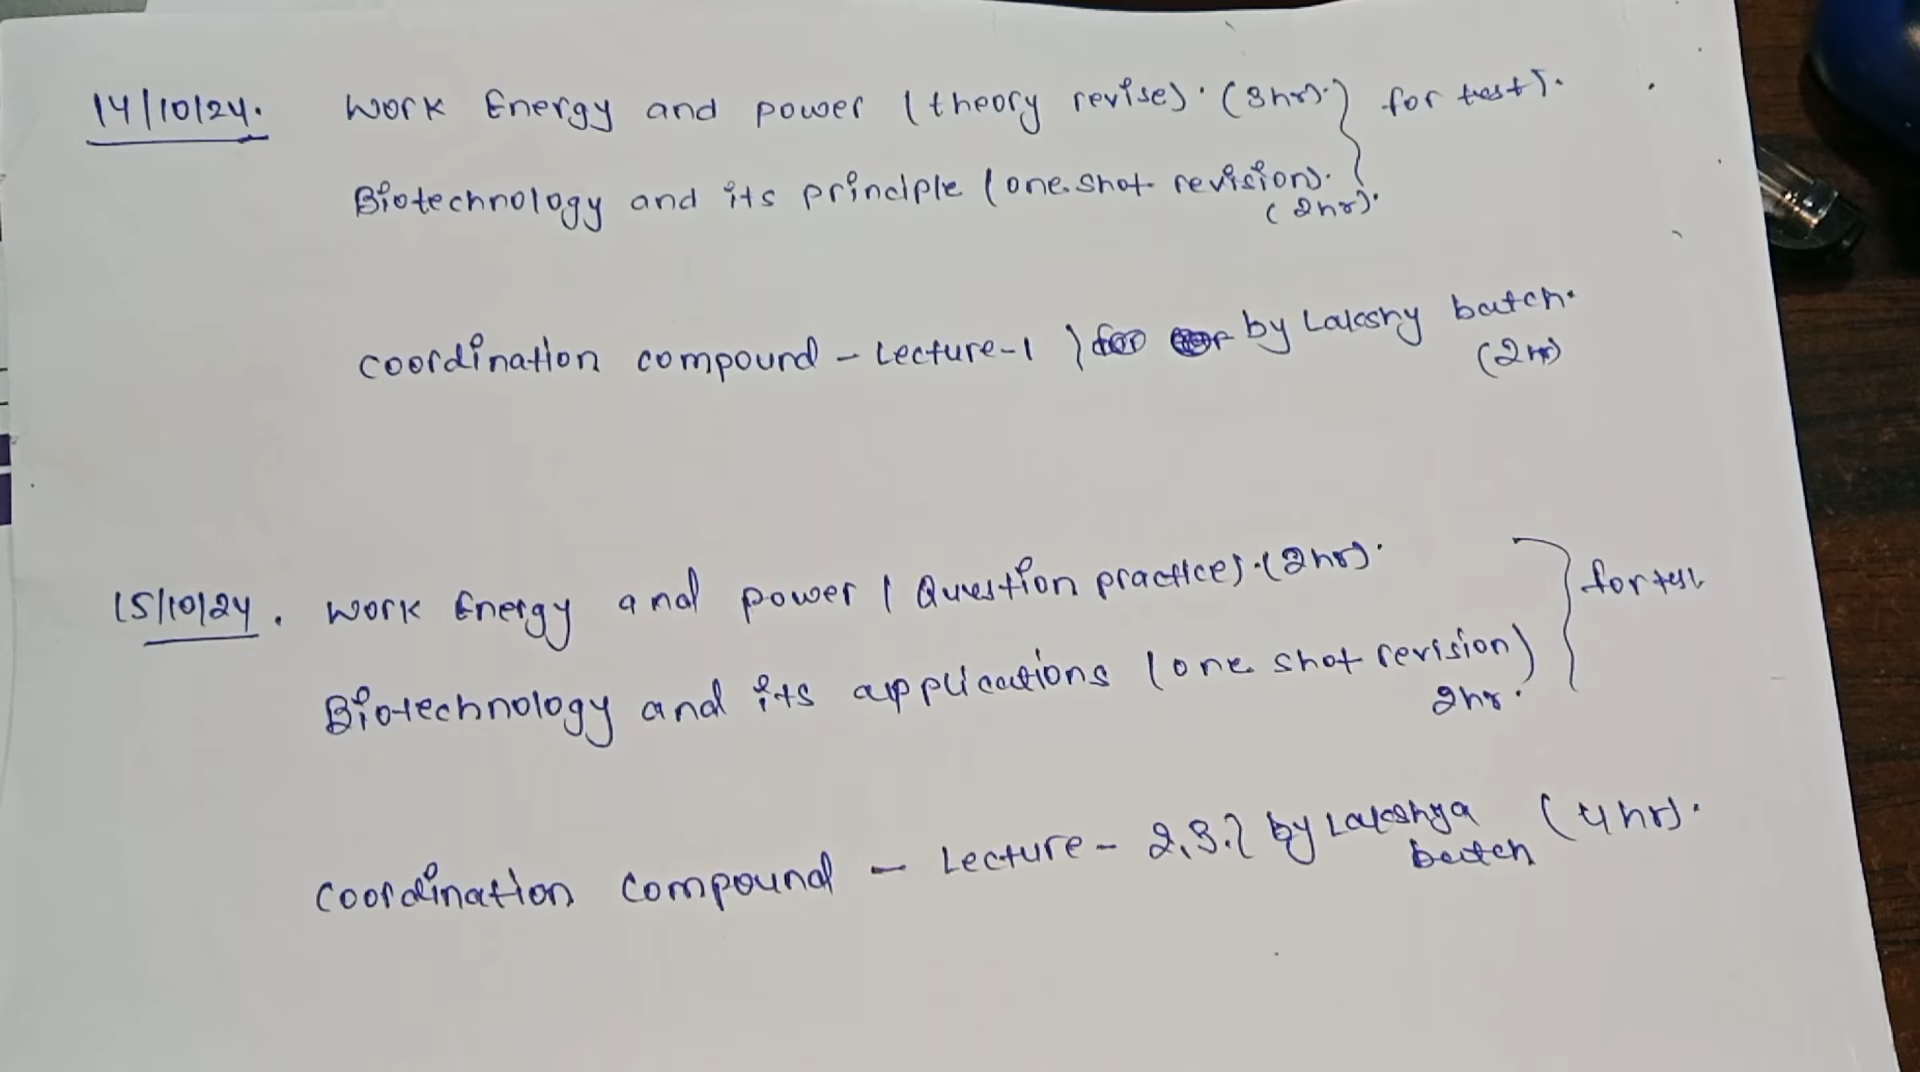 14/10/24. Work Energy and power (theory revise). (3hr). } for test).
Biotechnology and its principle (one shot revision).
(2hr).
Coordination compound - Lecture-1 } by Lakshy batch.
(2hr)
15/10/24. Work Energy and power (Question practice).(2hr).
} for test
Biotechnology and its applications (one shot revision)
2hr.
Coordination compound - Lecture - 2,3.} by Lakshya (4hr).
batch